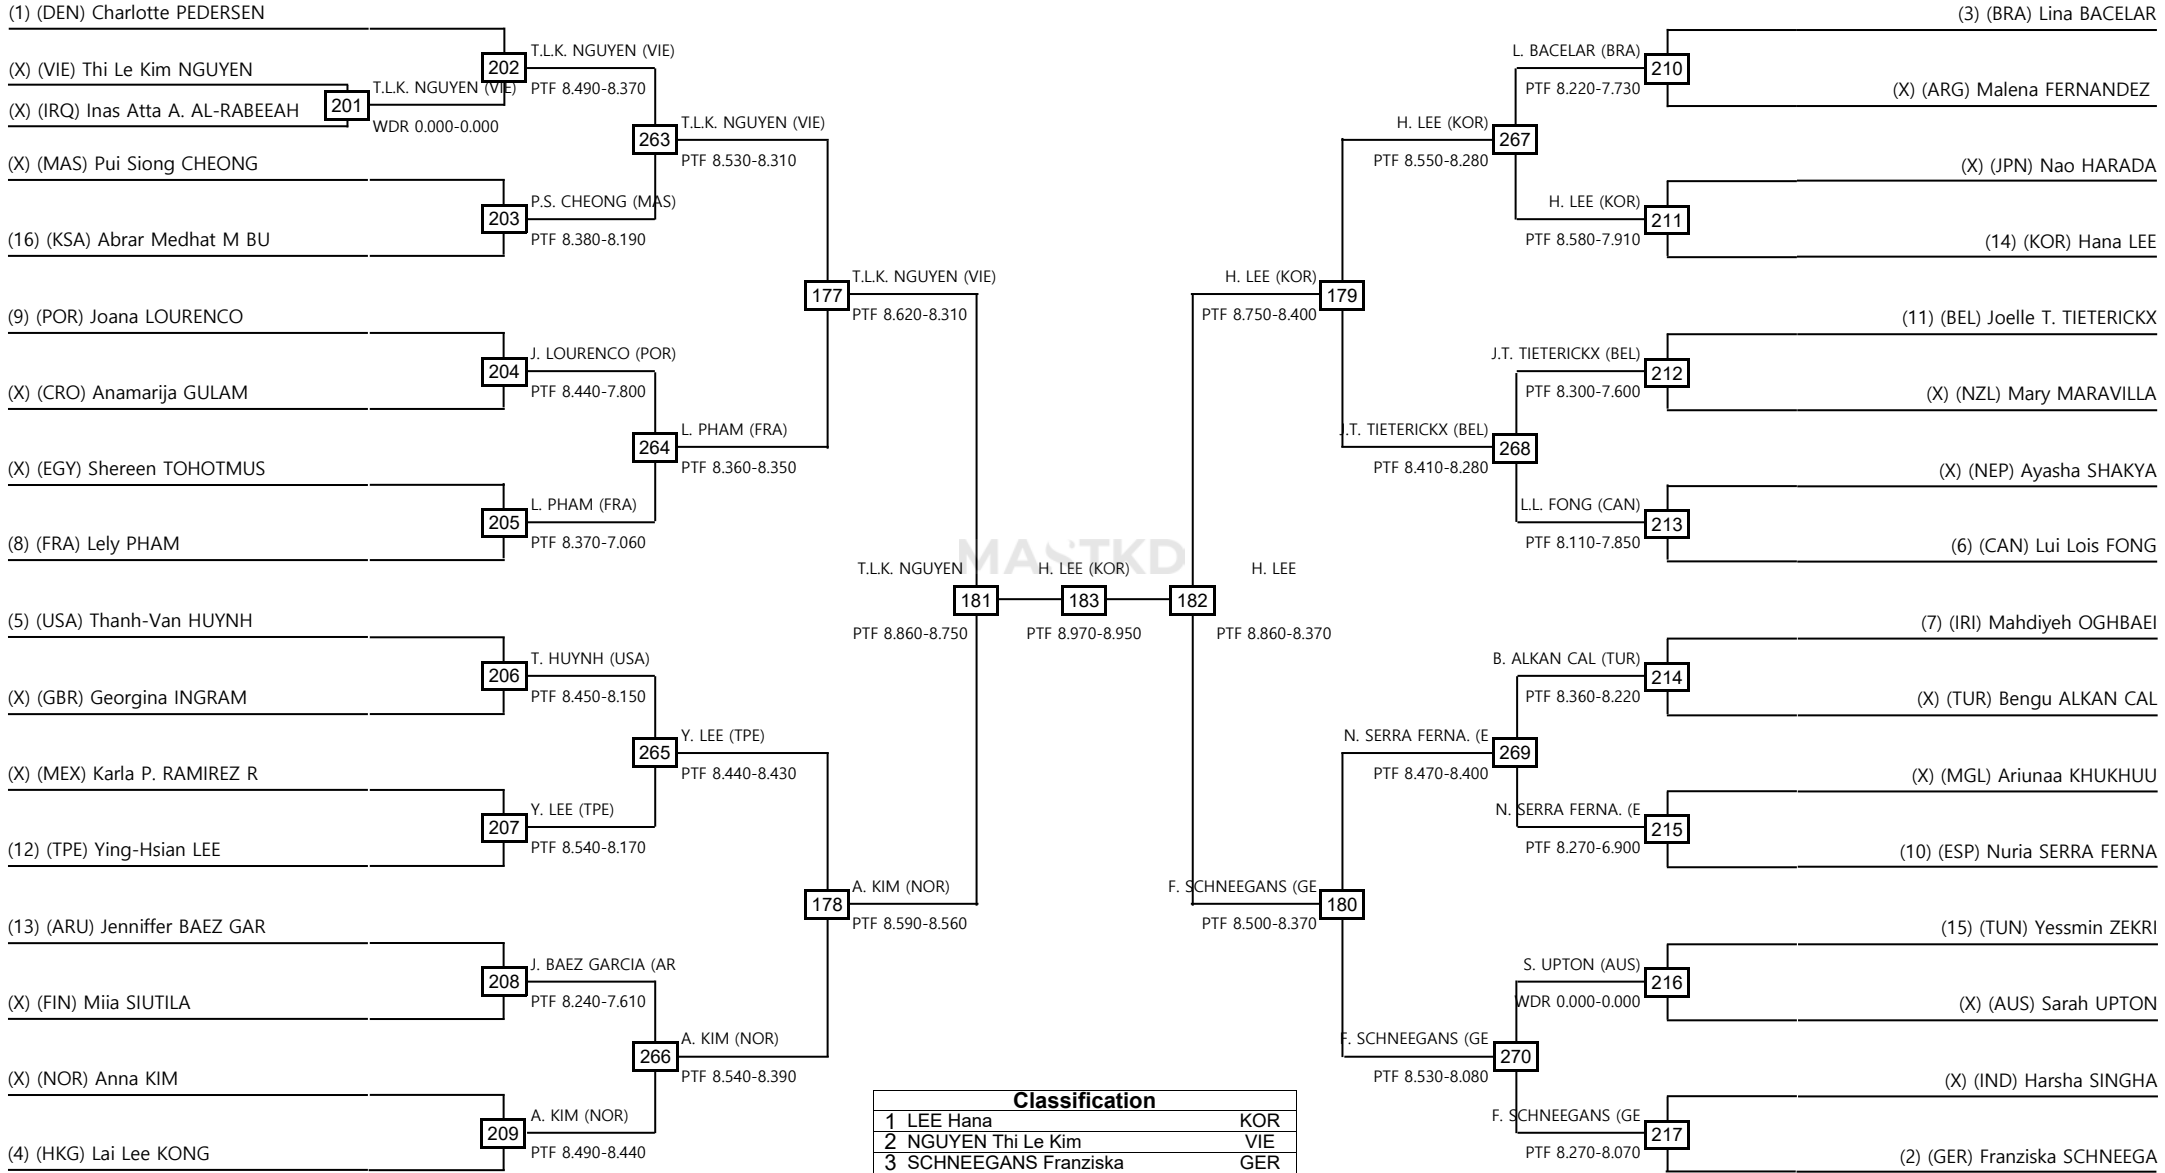 (1) (DEN) Charlotte PEDERSEN
(X) (VIE) Thi Le Kim NGUYEN
(X) (IRQ) Inas Atta A. AL-RABEEAH
(X) (MAS) Pui Siong CHEONG
(16) (KSA) Abrar Medhat M BU
(9) (POR) Joana LOURENCO
(X) (CRO) Anamarija GULAM
(X) (EGY) Shereen TOHOTMUS
(8) (FRA) Lely PHAM
(5) (USA) Thanh-Van HUYNH
(X) (GBR) Georgina INGRAM
(X) (MEX) Karla P. RAMIREZ R
(12) (TPE) Ying-Hsian LEE
(13) (ARU) Jenniffer BAEZ GAR
(X) (FIN) Miia SIUTILA
(X) (NOR) Anna KIM
(4) (HKG) Lai Lee KONG
201
T.L.K. NGUYEN (VIE)
WDR 0.000-0.000
202
T.L.K. NGUYEN (VIE)
PTF 8.490-8.370
203
P.S. CHEONG (MAS)
PTF 8.380-8.190
204
J. LOURENCO (POR)
PTF 8.440-7.800
205
L. PHAM (FRA)
PTF 8.370-7.060
206
T. HUYNH (USA)
PTF 8.450-8.150
207
Y. LEE (TPE)
PTF 8.540-8.170
208
J. BAEZ GARCIA (AR
PTF 8.240-7.610
209
A. KIM (NOR)
PTF 8.490-8.440
263
T.L.K. NGUYEN (VIE)
PTF 8.530-8.310
264
L. PHAM (FRA)
PTF 8.360-8.350
265
Y. LEE (TPE)
PTF 8.440-8.430
266
A. KIM (NOR)
PTF 8.540-8.390
177
T.L.K. NGUYEN (VIE)
PTF 8.620-8.310
178
A. KIM (NOR)
PTF 8.590-8.560
MASTKD
T.L.K. NGUYEN
181
PTF 8.860-8.750
H. LEE (KOR)
183
PTF 8.970-8.950
H. LEE
182
PTF 8.860-8.370
H. LEE (KOR)
179
PTF 8.750-8.400
F. SCHNEEGANS (GE
180
PTF 8.500-8.370
H. LEE (KOR)
267
PTF 8.550-8.280
J.T. TIETERICKX (BEL)
268
PTF 8.410-8.280
N. SERRA FERNA. (E
269
PTF 8.470-8.400
F. SCHNEEGANS (GE
270
PTF 8.530-8.080
L. BACELAR (BRA)
210
PTF 8.220-7.730
H. LEE (KOR)
211
PTF 8.580-7.910
J.T. TIETERICKX (BEL)
212
PTF 8.300-7.600
L.L. FONG (CAN)
213
PTF 8.110-7.850
B. ALKAN CAL (TUR)
214
PTF 8.360-8.220
N. SERRA FERNA. (E
215
PTF 8.270-6.900
S. UPTON (AUS)
216
WDR 0.000-0.000
F. SCHNEEGANS (GE
217
PTF 8.270-8.070
(3) (BRA) Lina BACELAR
(X) (ARG) Malena FERNANDEZ
(X) (JPN) Nao HARADA
(14) (KOR) Hana LEE
(11) (BEL) Joelle T. TIETERICKX
(X) (NZL) Mary MARAVILLA
(X) (NEP) Ayasha SHAKYA
(6) (CAN) Lui Lois FONG
(7) (IRI) Mahdiyeh OGHBAEI
(X) (TUR) Bengu ALKAN CAL
(X) (MGL) Ariunaa KHUKHUU
(10) (ESP) Nuria SERRA FERNA
(15) (TUN) Yessmin ZEKRI
(X) (AUS) Sarah UPTON
(X) (IND) Harsha SINGHA
(2) (GER) Franziska SCHNEEGA
Classification
1 LEE Hana KOR
2 NGUYEN Thi Le Kim VIE
3 SCHNEEGANS Franziska GER